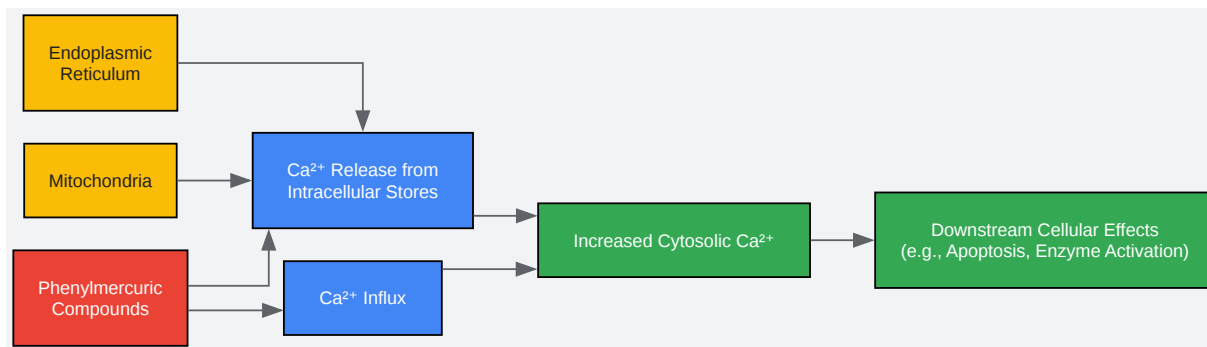 Endoplasmic
Reticulum
Mitochondria
Phenylmercuric
Compounds
Ca²⁺ Release from
Intracellular Stores
Ca²⁺ Influx
Increased Cytosolic Ca²⁺
Downstream Cellular Effects
(e.g., Apoptosis, Enzyme Activation)